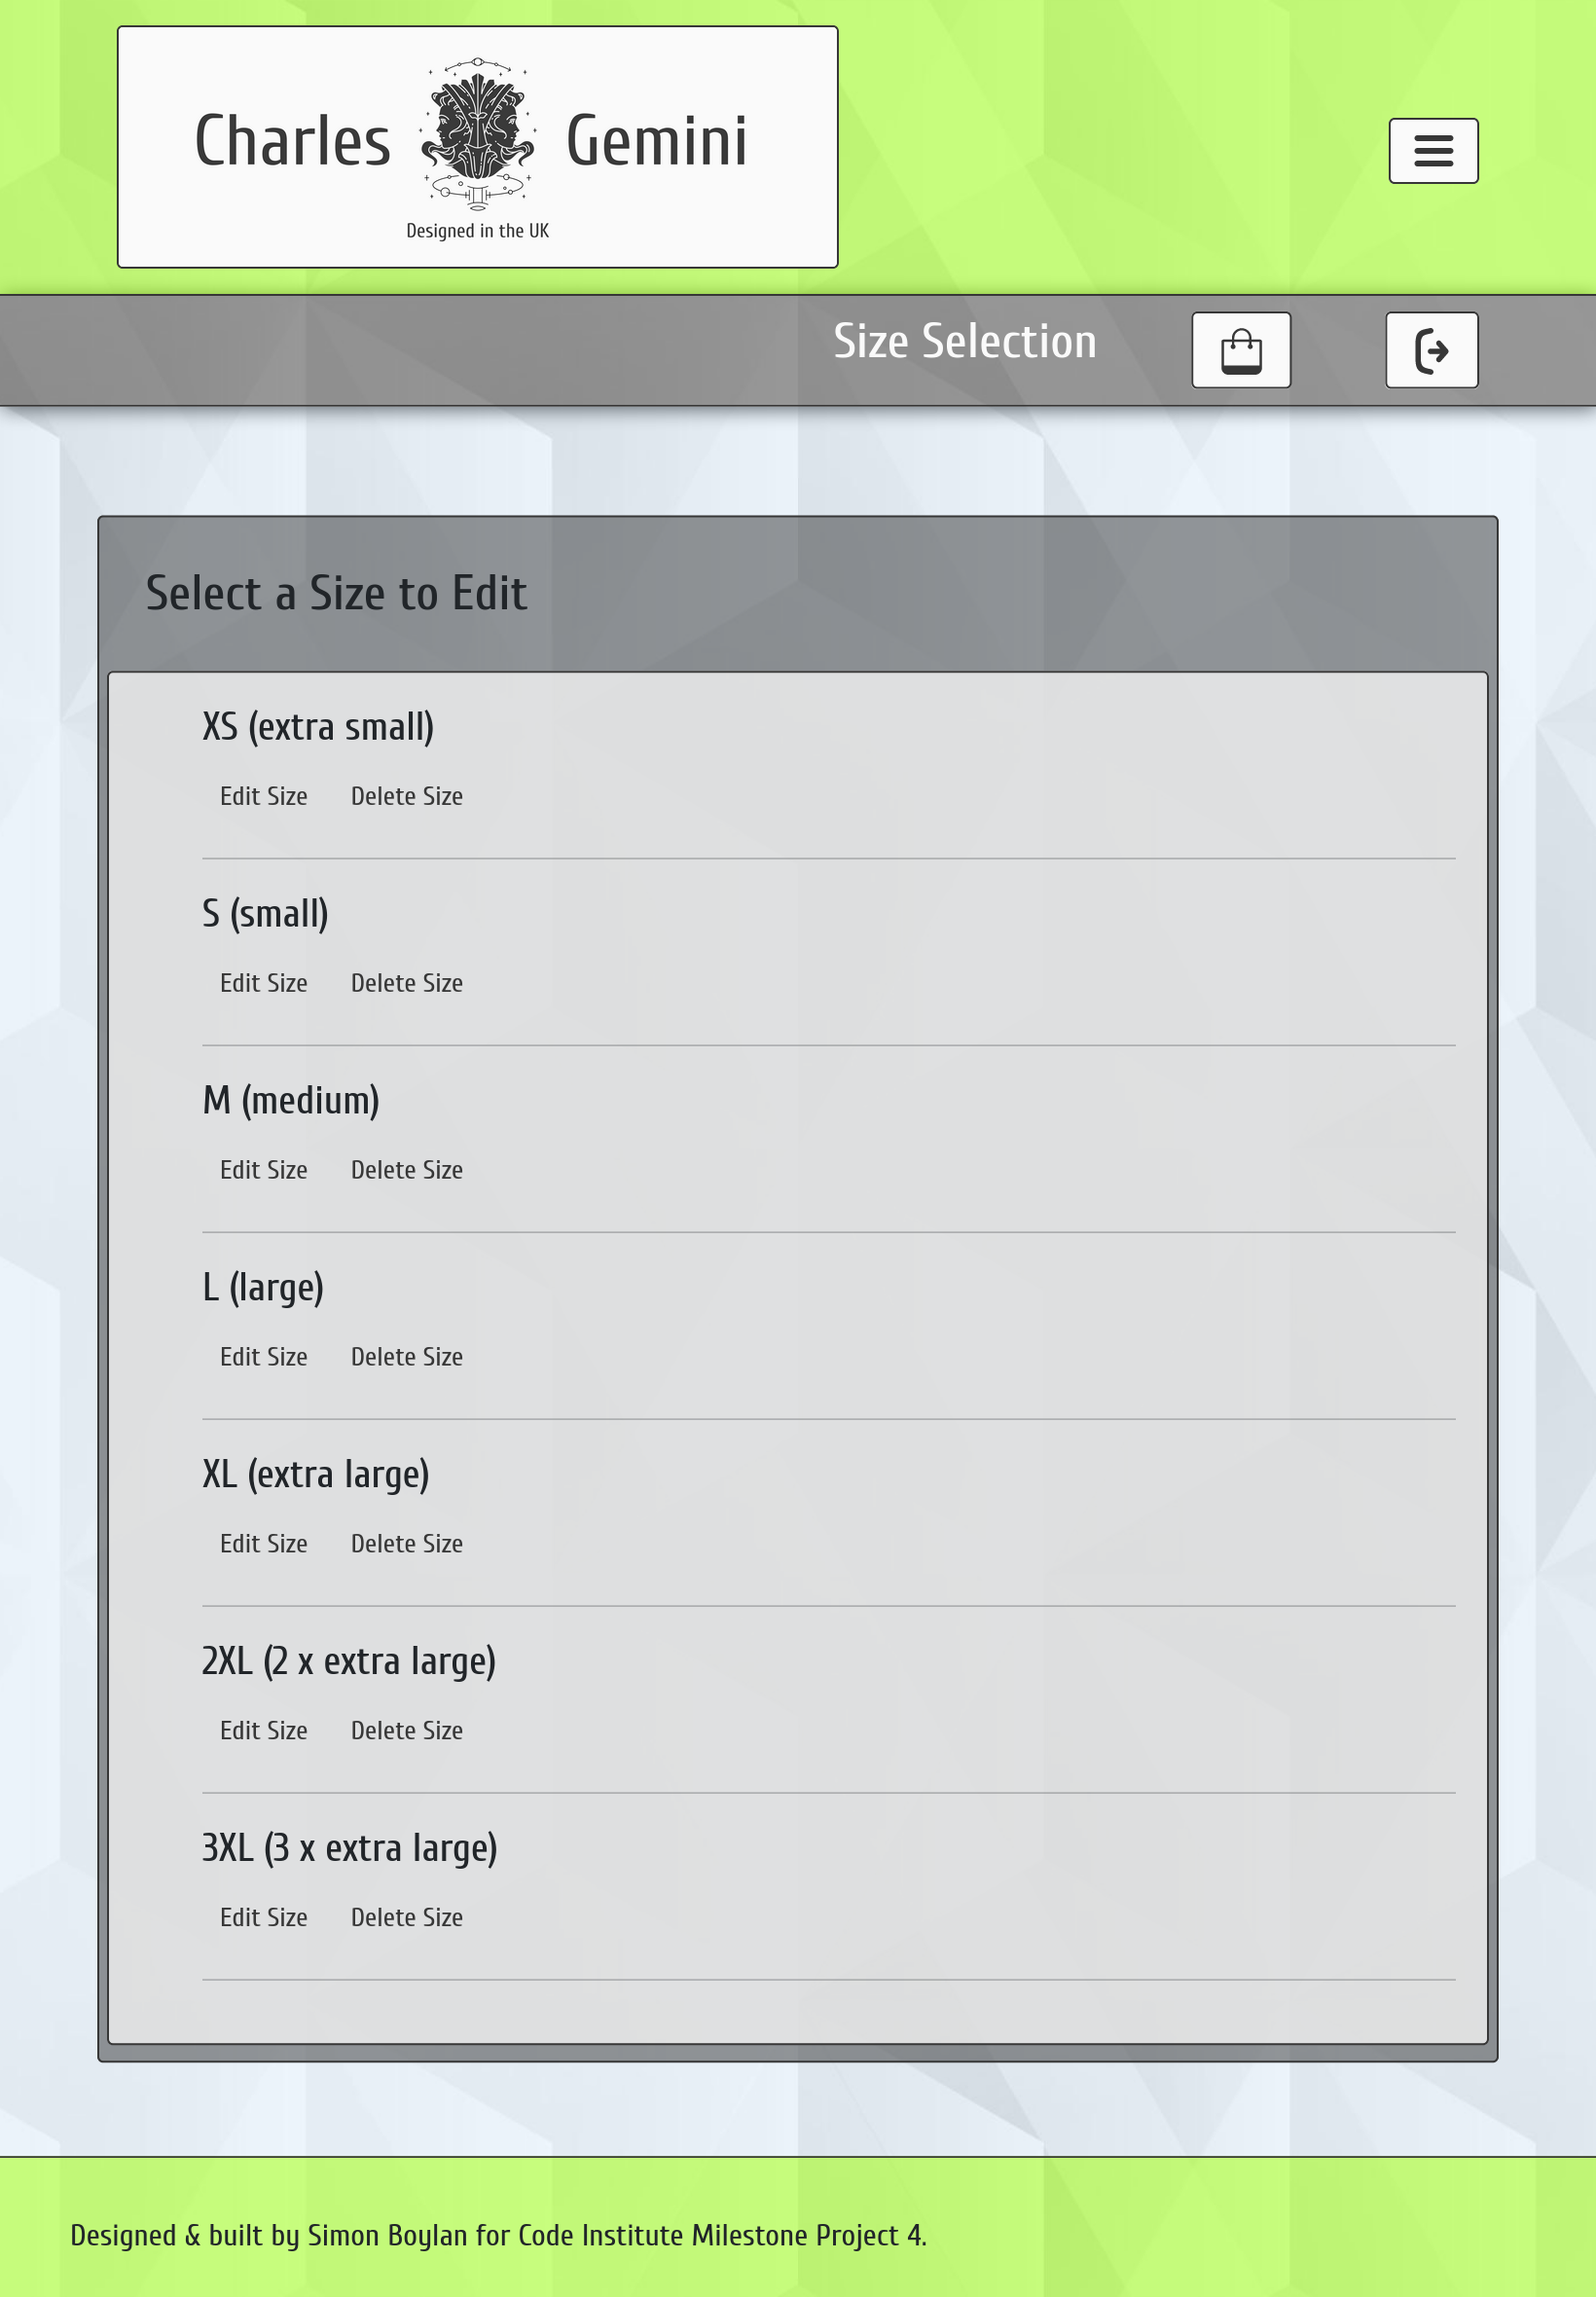 Charles Gemini
Designed in the UK
Size Selection
Select a Size to Edit
XS (extra small)
Edit Size Delete Size
S (small)
Edit Size Delete Size
M (medium)
Edit Size Delete Size
L (large)
Edit Size Delete Size
XL (extra large)
Edit Size Delete Size
2XL (2 x extra large)
Edit Size Delete Size
3XL (3 x extra large)
Edit Size Delete Size
Designed & built by Simon Boylan for Code Institute Milestone Project 4.